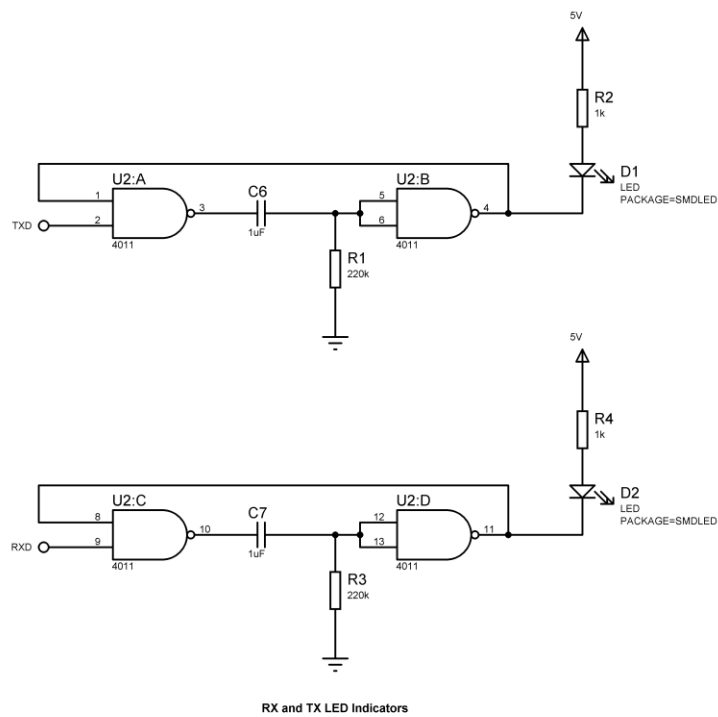 5V
R2
1k
U2:A
C6
U2:B
D1
LED
PACKAGE=SMDLED
1
3
5
4
TXD
2
6
4011
1uF
4011
R1
220k
5V
R4
1k
U2:C
C7
U2:D
D2
LED
PACKAGE=SMDLED
8
10
12
11
RXD
9
13
4011
1uF
4011
R3
220k
RX and TX LED Indicators